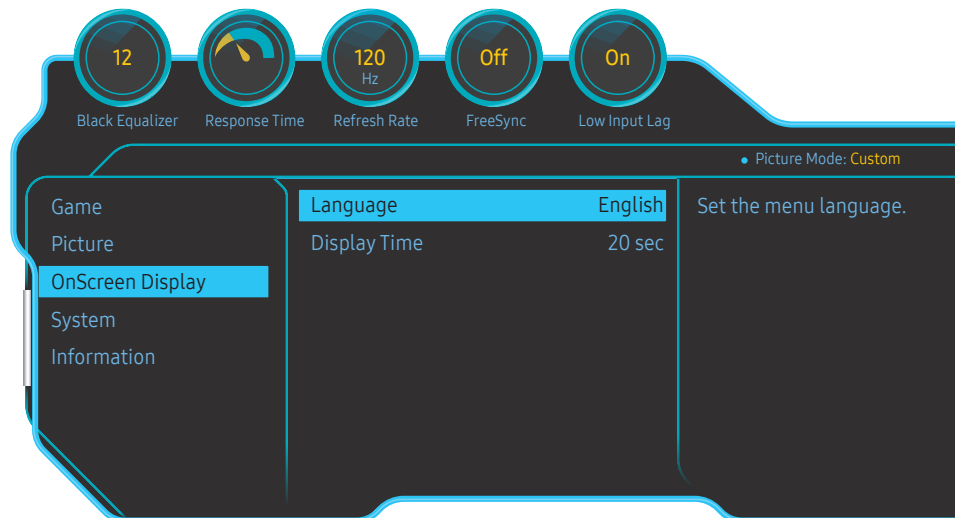 12
120
Hz
Off
On
Black Equalizer
Response Time
Refresh Rate
FreeSync
Low Input Lag
Picture Mode: Custom
Game
Picture
OnScreen Display
System
Information
Language English
Display Time 20 sec
Set the menu language.